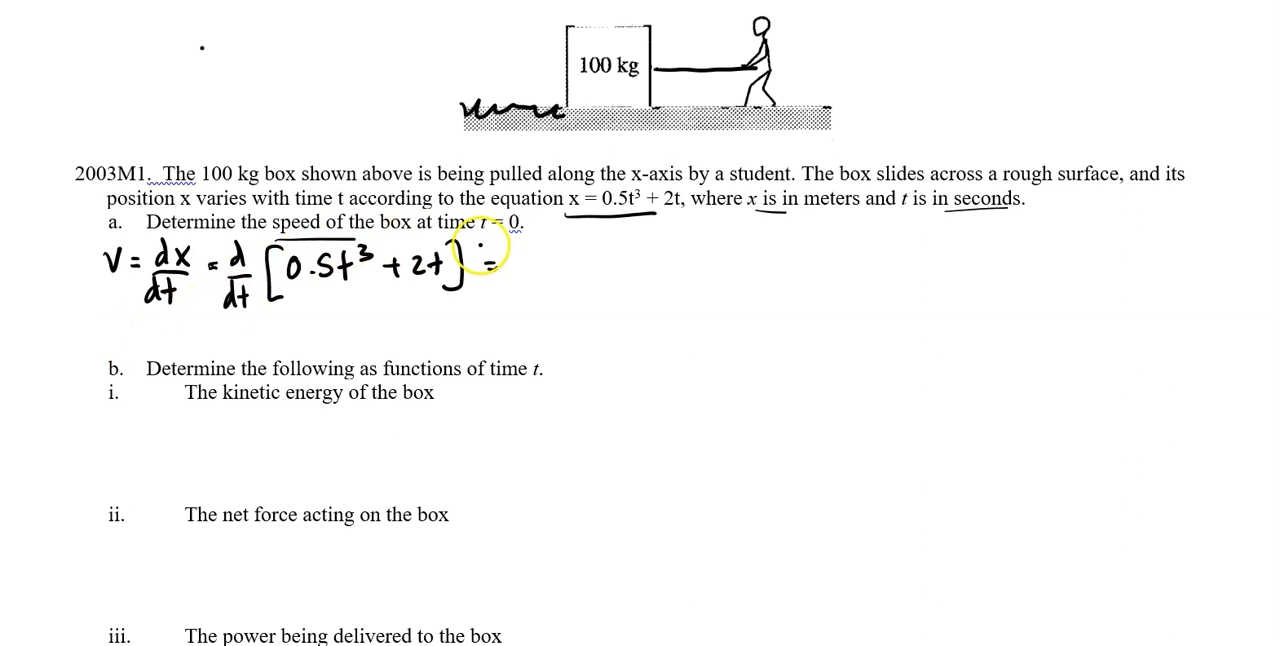 100 kg
2003M1. The 100 kg box shown above is being pulled along the x-axis by a student. The box slides across a rough surface, and its
position x varies with time t according to the equation x = 0.5t³ + 2t, where x is in meters and t is in seconds.
a. Determine the speed of the box at time t = 0.
v = dx/dt = d/dt [0.5t³ + 2t] =
b. Determine the following as functions of time t.
i. The kinetic energy of the box
ii. The net force acting on the box
iii. The power being delivered to the box